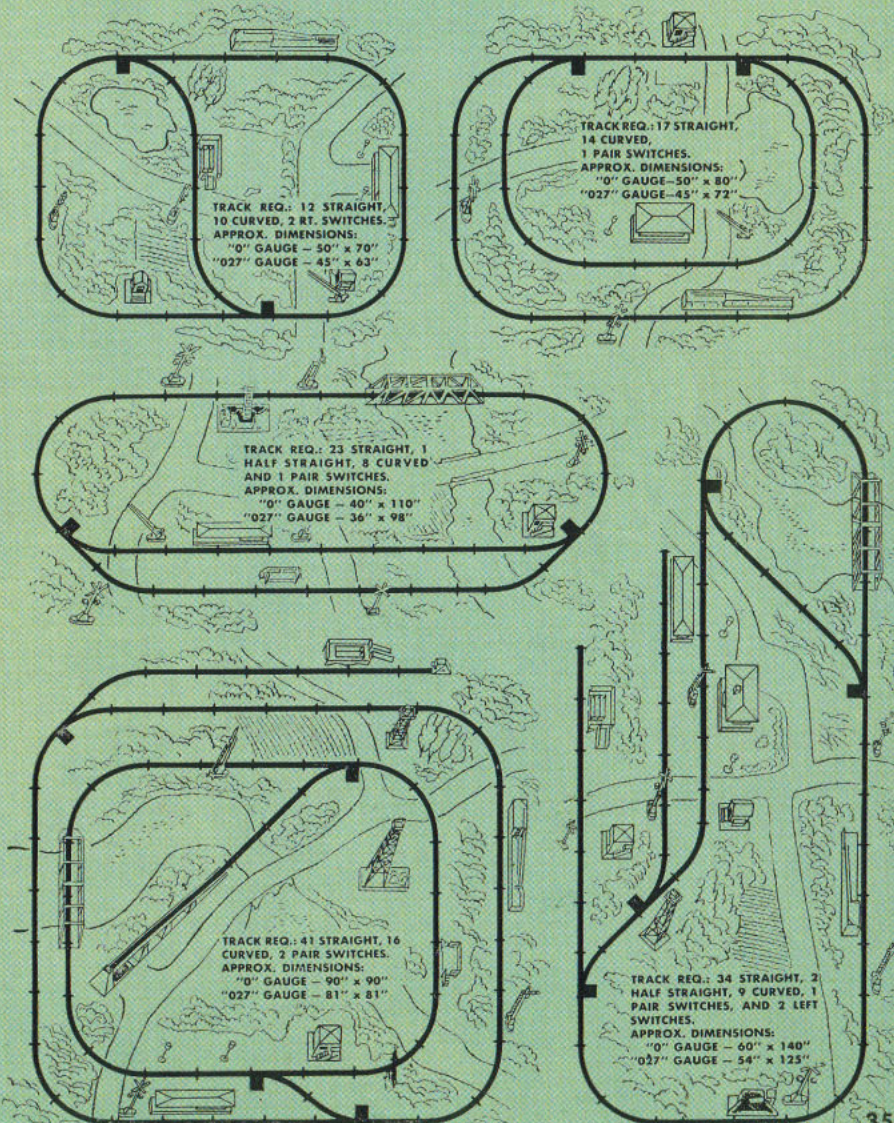 TRACK REQ.: 12 STRAIGHT,
10 CURVED, 2 RT. SWITCHES.
APPROX. DIMENSIONS:
"0" GAUGE — 50" x 70"
"027" GAUGE — 45" x 63"
TRACK REQ.: 17 STRAIGHT,
14 CURVED,
1 PAIR SWITCHES.
APPROX. DIMENSIONS:
"0" GAUGE—50" x 80"
"027" GAUGE—45" x 72"
TRACK REQ.: 23 STRAIGHT, 1
HALF STRAIGHT, 8 CURVED
AND 1 PAIR SWITCHES.
APPROX. DIMENSIONS:
"0" GAUGE — 40" x 110"
"027" GAUGE — 36" x 98"
TRACK REQ.: 41 STRAIGHT, 16
CURVED, 2 PAIR SWITCHES.
APPROX. DIMENSIONS:
"0" GAUGE — 90" x 90"
"027" GAUGE — 81" x 81"
TRACK REQ.: 34 STRAIGHT, 2
HALF STRAIGHT, 9 CURVED, 1
PAIR SWITCHES, AND 2 LEFT
SWITCHES.
APPROX. DIMENSIONS:
"0" GAUGE — 60" x 140"
"027" GAUGE — 54" x 125"
35